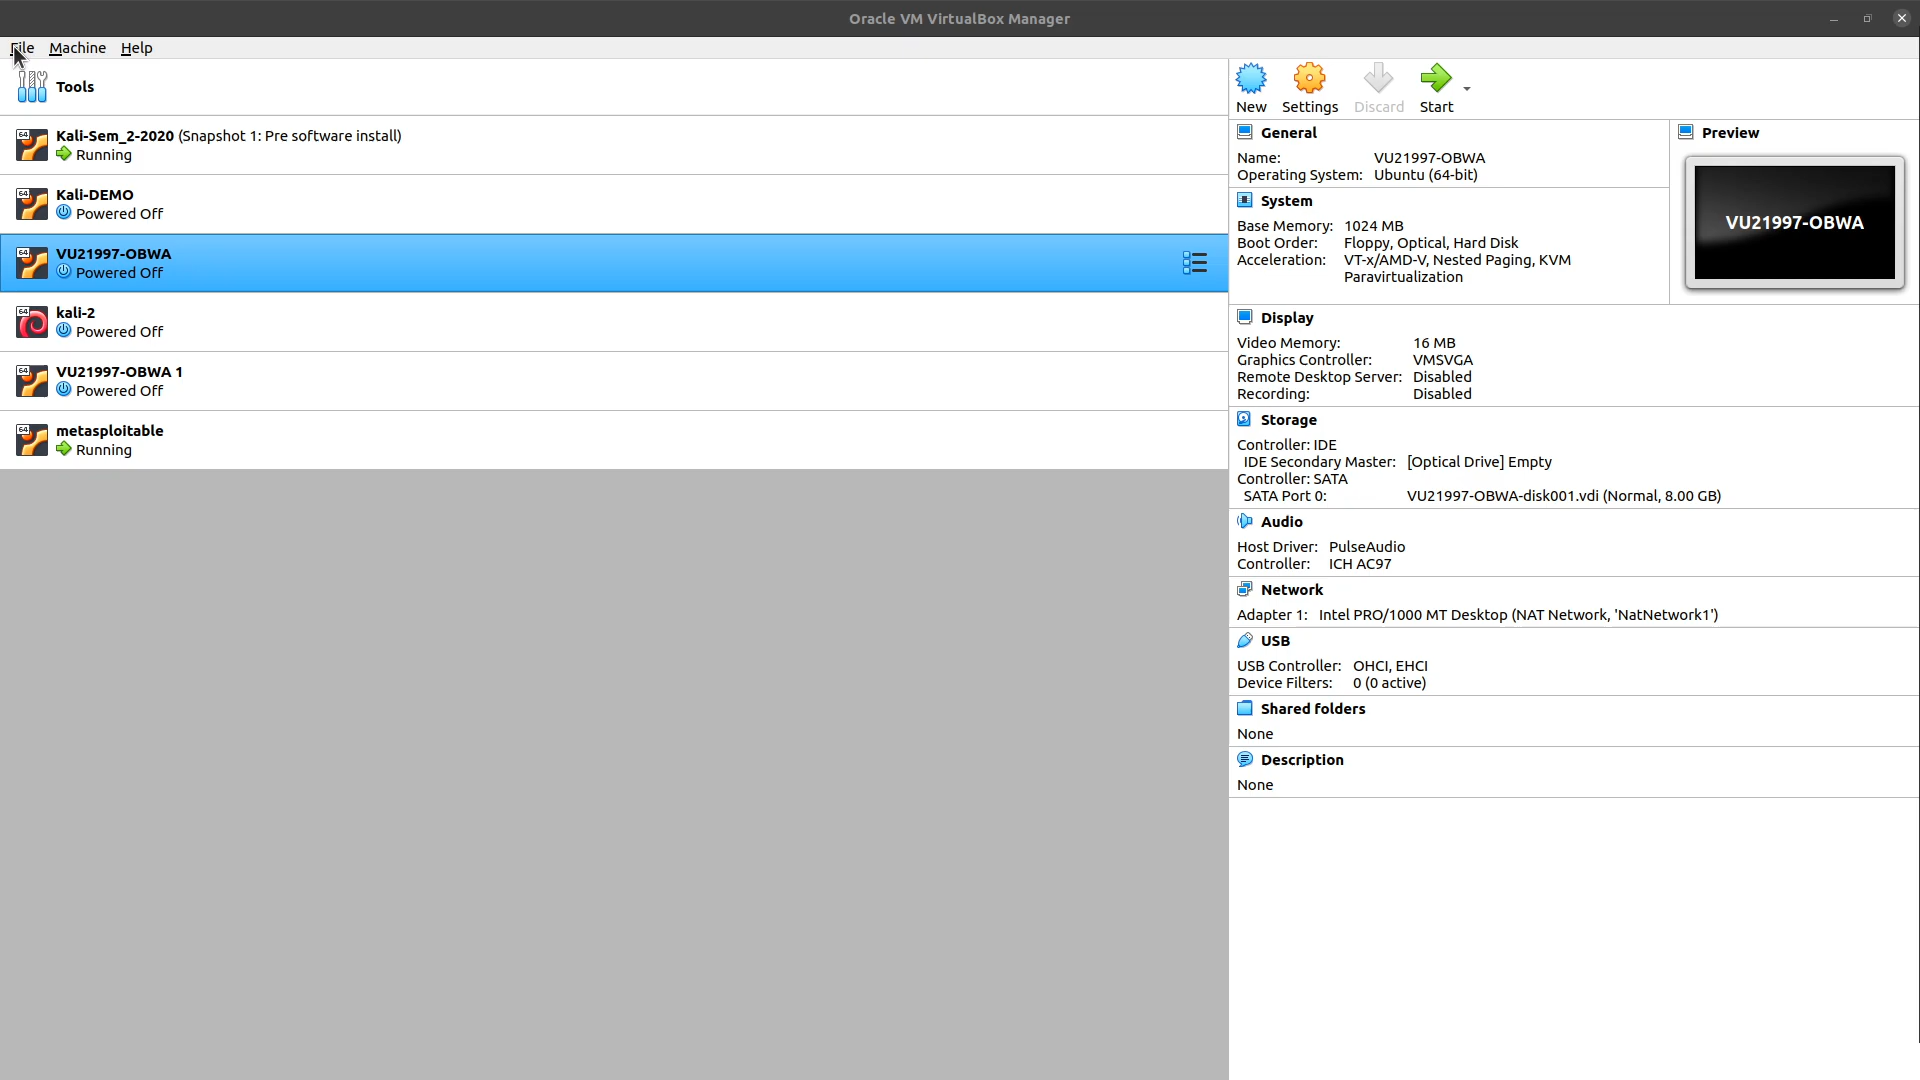 Oracle VM VirtualBox Manager
File Machine Help
Tools
64 Kali-Sem_2-2020 (Snapshot 1: Pre software install)
Running
64 Kali-DEMO
Powered Off
64 VU21997-OBWA
Powered Off
64 kali-2
Powered Off
64 VU21997-OBWA 1
Powered Off
64 metasploitable
Running
New Settings Discard Start
General
Name: VU21997-OBWA
Operating System: Ubuntu (64-bit)
Preview
VU21997-OBWA
System
Base Memory: 1024 MB
Boot Order: Floppy, Optical, Hard Disk
Acceleration: VT-x/AMD-V, Nested Paging, KVM
Paravirtualization
Display
Video Memory: 16 MB
Graphics Controller: VMSVGA
Remote Desktop Server: Disabled
Recording: Disabled
Storage
Controller: IDE
IDE Secondary Master: [Optical Drive] Empty
Controller: SATA
SATA Port 0: VU21997-OBWA-disk001.vdi (Normal, 8.00 GB)
Audio
Host Driver: PulseAudio
Controller: ICH AC97
Network
Adapter 1: Intel PRO/1000 MT Desktop (NAT Network, 'NatNetwork1')
USB
USB Controller: OHCI, EHCI
Device Filters: 0 (0 active)
Shared folders
None
Description
None